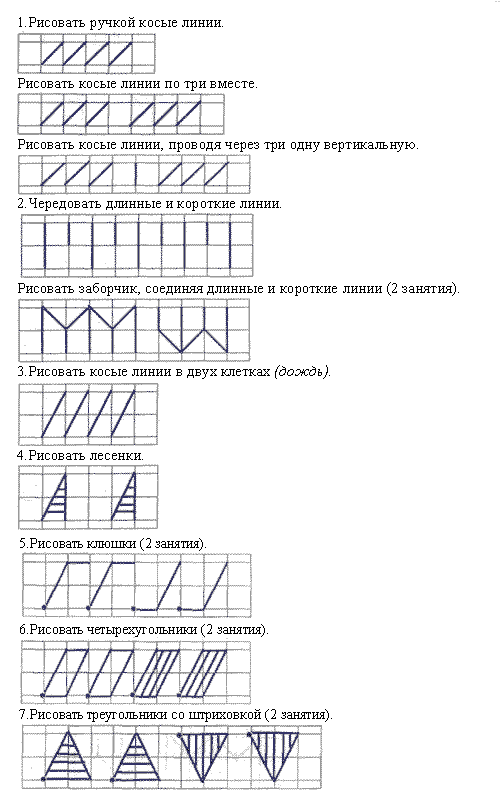 1.Рисовать ручкой косые линии.
Рисовать косые линии по три вместе.
Рисовать косые линии, проводя через три одну вертикальную.
2.Чередовать длинные и короткие линии.
Рисовать заборчик, соединяя длинные и короткие линии (2 занятия).
3.Рисовать косые линии в двух клетках (дождь).
4.Рисовать лесенки.
5.Рисовать клюшки (2 занятия).
6.Рисовать четырехугольники (2 занятия).
7.Рисовать треугольники со штриховкой (2 занятия).